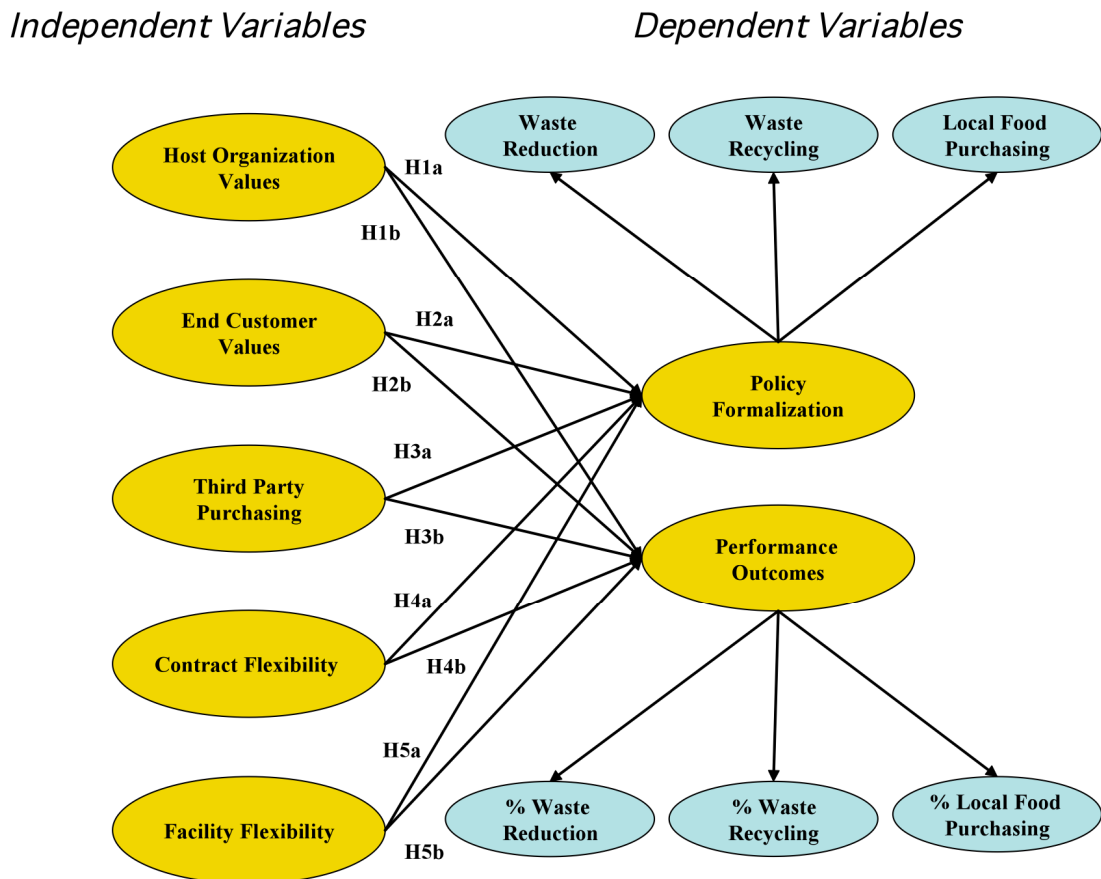 Independent Variables
Dependent Variables
Host Organization
Values
End Customer
Values
Third Party
Purchasing
Contract Flexibility
Facility Flexibility
H1a
H1b
H2a
H2b
H3a
H3b
H4a
H4b
H5a
H5b
Waste
Reduction
Waste
Recycling
Local Food
Purchasing
Policy
Formalization
Performance
Outcomes
% Waste
Reduction
% Waste
Recycling
% Local Food
Purchasing